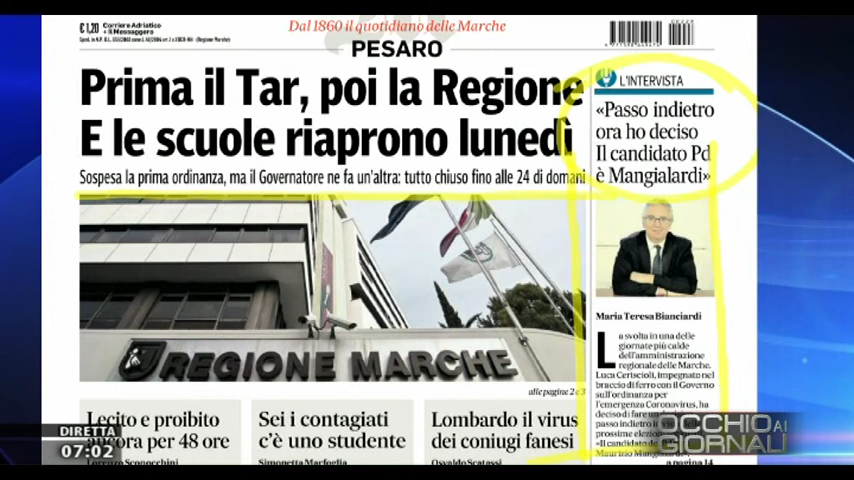 € 1,20
Corriere Adriatico
+ Il Messaggero
Dal 1860 il quotidiano delle Marche
PESARO
Prima il Tar, poi la Regione
E le scuole riaprono lunedì
Sospesa la prima ordinanza, ma il Governatore ne fa un'altra: tutto chiuso fino alle 24 di domani
REGIONE MARCHE
alle pagine 2 e 3
Lecito e proibito
ancora per 48 ore
Lorenzo Sconocchini
Sei i contagiati
c'è uno studente
Simonetta Marfoglia
Lombardo il virus
dei coniugi fanesi
Osvaldo Scatassi
L'INTERVISTA
«Passo indietro
ora ho deciso
Il candidato Pd
è Mangialardi»
Maria Teresa Bianciardi
La svolta in una delle
giornate più calde
dell'amministrazione
regionale delle Marche.
Luca Ceriscioli, impegnato nel
braccio di ferro con il Governo
sull'ordinanza per
l'emergenza Coronavirus, ha
deciso di fare un
passo indietro
prossime elezio
«Il candidato
Maurizio Mangialardi».
a pagina 14
OCCHIO AI
GIORNALI
DIRETTA
07:02